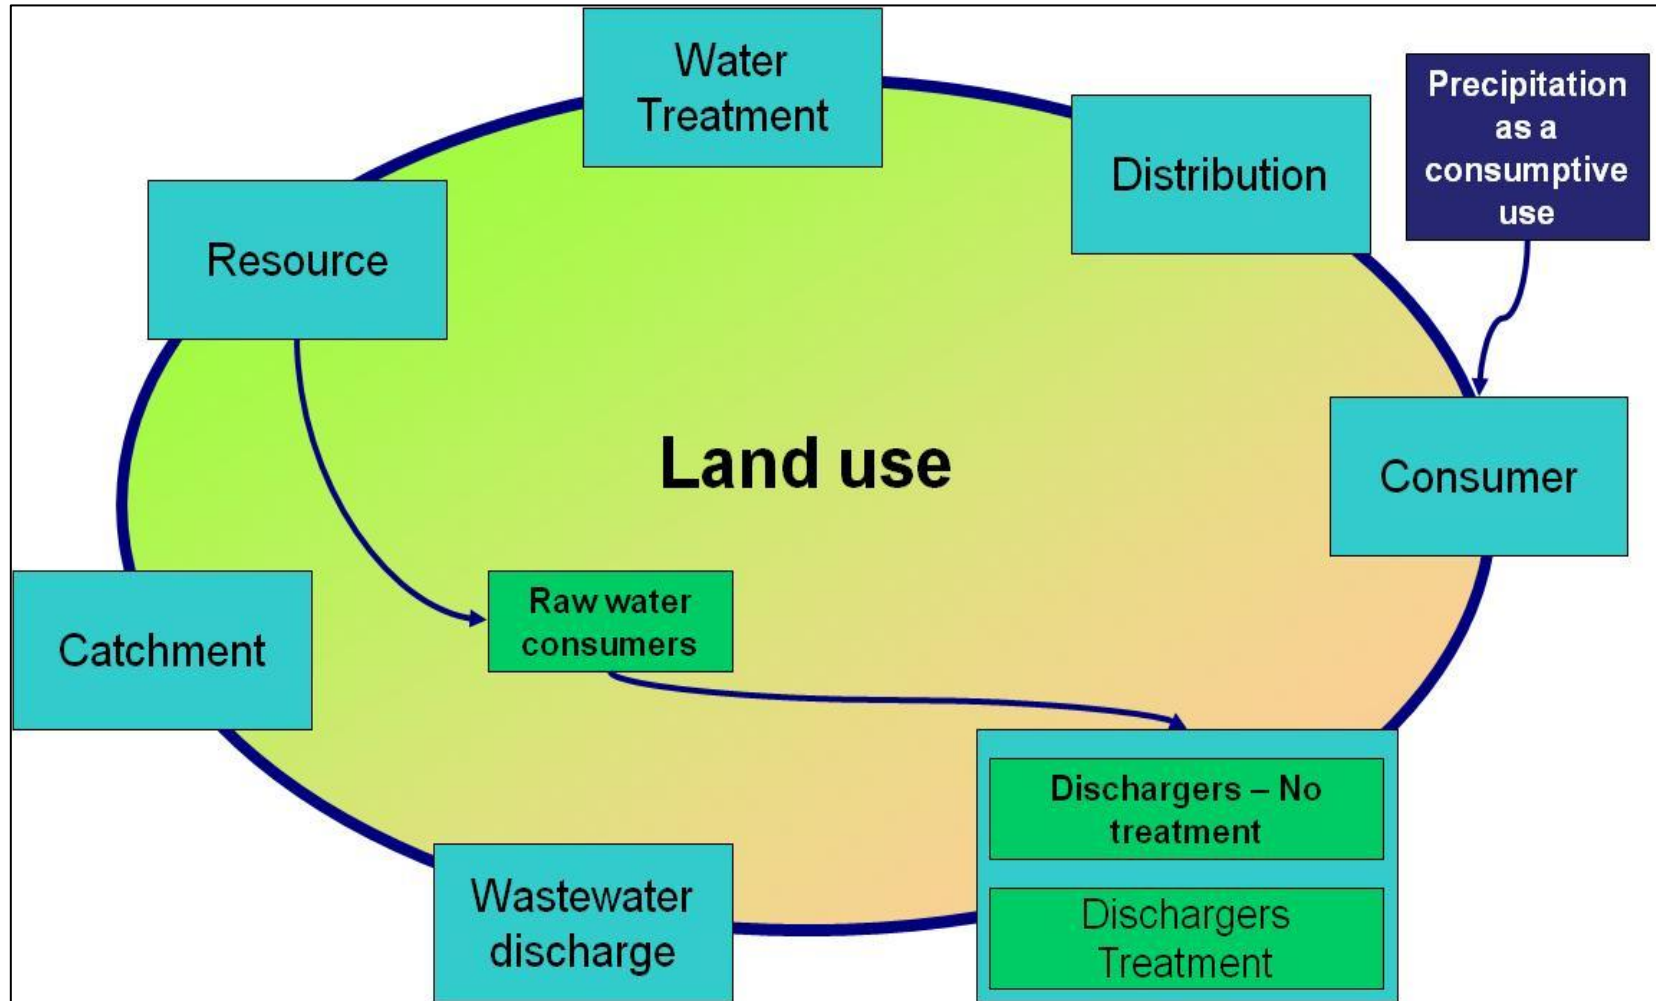 Water
Treatment
Precipitation
as a
consumptive
use
Distribution
Resource
Land use
Consumer
Raw water
consumers
Catchment
Dischargers – No
treatment
Wastewater
discharge
Dischargers
Treatment